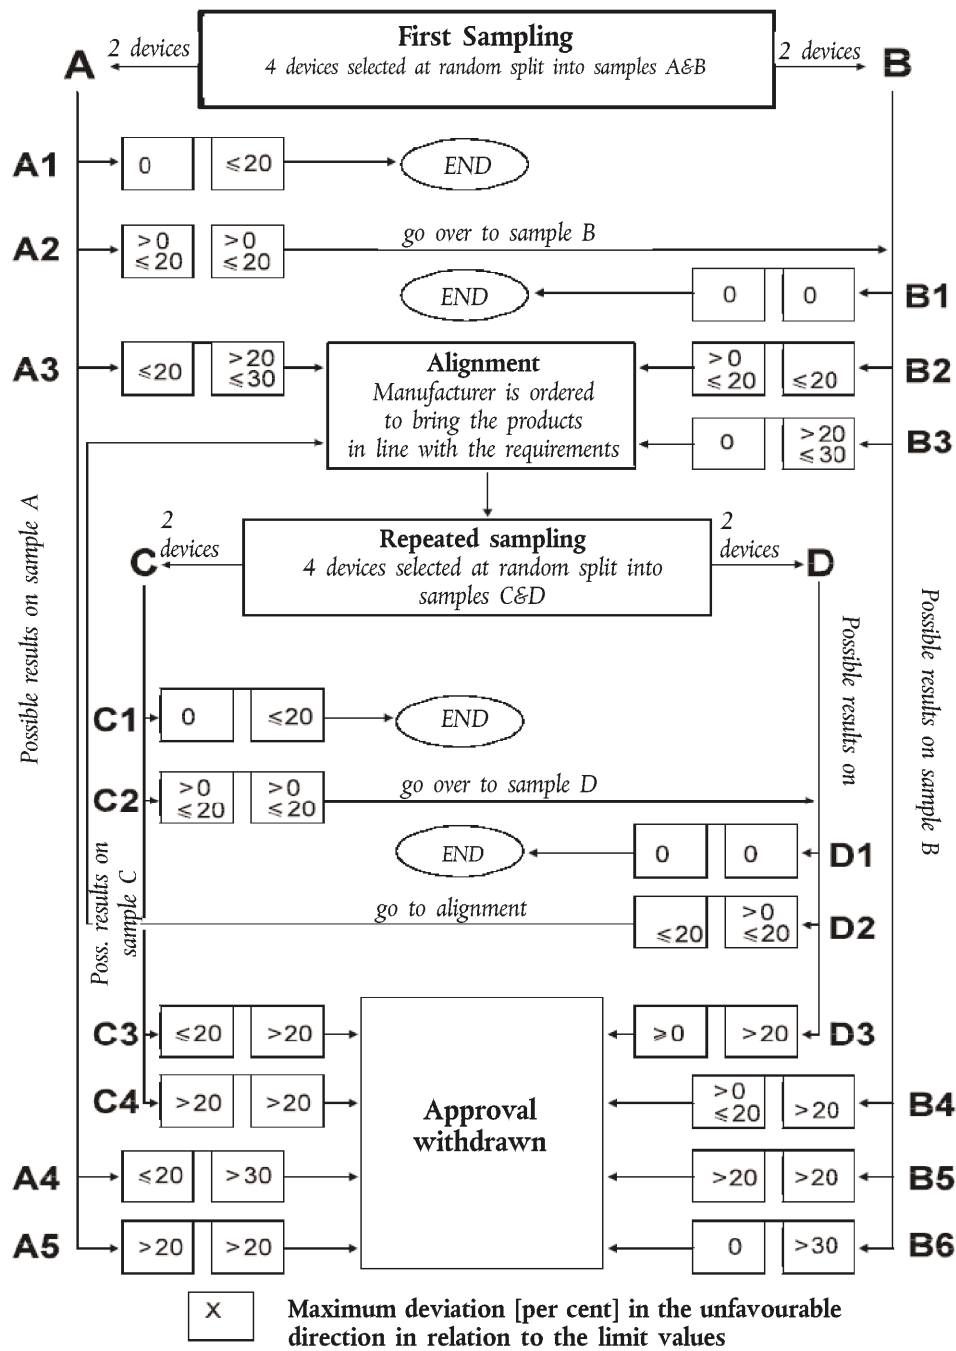 First Sampling
4 devices selected at random split into samples A&B
2 devices
2 devices
A
B
A1
0
≤20
END
A2
>0
≤20
>0
≤20
go over to sample B
END
0
0
B1
A3
≤20
>20
≤30
Alignment
Manufacturer is ordered
to bring the products
in line with the requirements
>0
≤20
≤20
B2
0
>20
≤30
B3
Possible results on sample A
2
devices
C
Repeated sampling
4 devices selected at random split into
samples C&D
2
devices
D
Possible results on
Possible results on sample B
C1
0
≤20
END
C2
>0
≤20
>0
≤20
go over to sample D
END
0
0
D1
Poss. results on
sample C
go to alignment
≤20
>0
≤20
D2
C3
≤20
>20
Approval
withdrawn
≥0
>20
D3
C4
>20
>20
>0
≤20
>20
B4
A4
≤20
>30
>20
>20
B5
A5
>20
>20
0
>30
B6
X
Maximum deviation [per cent] in the unfavourable
direction in relation to the limit values